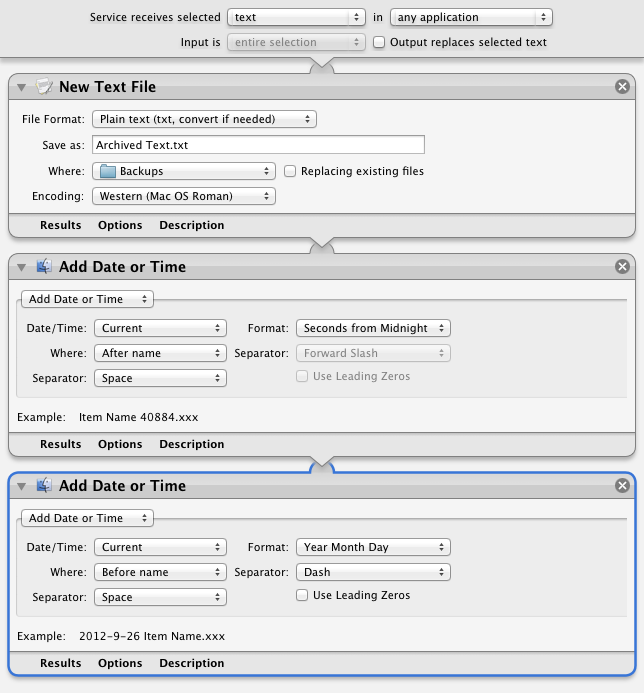 Service receives selected text in any application
Input is entire selection Output replaces selected text
New Text File
File Format: Plain text (txt, convert if needed)
Save as: Archived Text.txt
Where: Backups Replacing existing files
Encoding: Western (Mac OS Roman)
Results Options Description
Add Date or Time
Add Date or Time
Date/Time: Current Format: Seconds from Midnight
Where: After name Separator: Forward Slash
Separator: Space Use Leading Zeros
Example: Item Name 40884.xxx
Results Options Description
Add Date or Time
Add Date or Time
Date/Time: Current Format: Year Month Day
Where: Before name Separator: Dash
Separator: Space Use Leading Zeros
Example: 2012-9-26 Item Name.xxx
Results Options Description